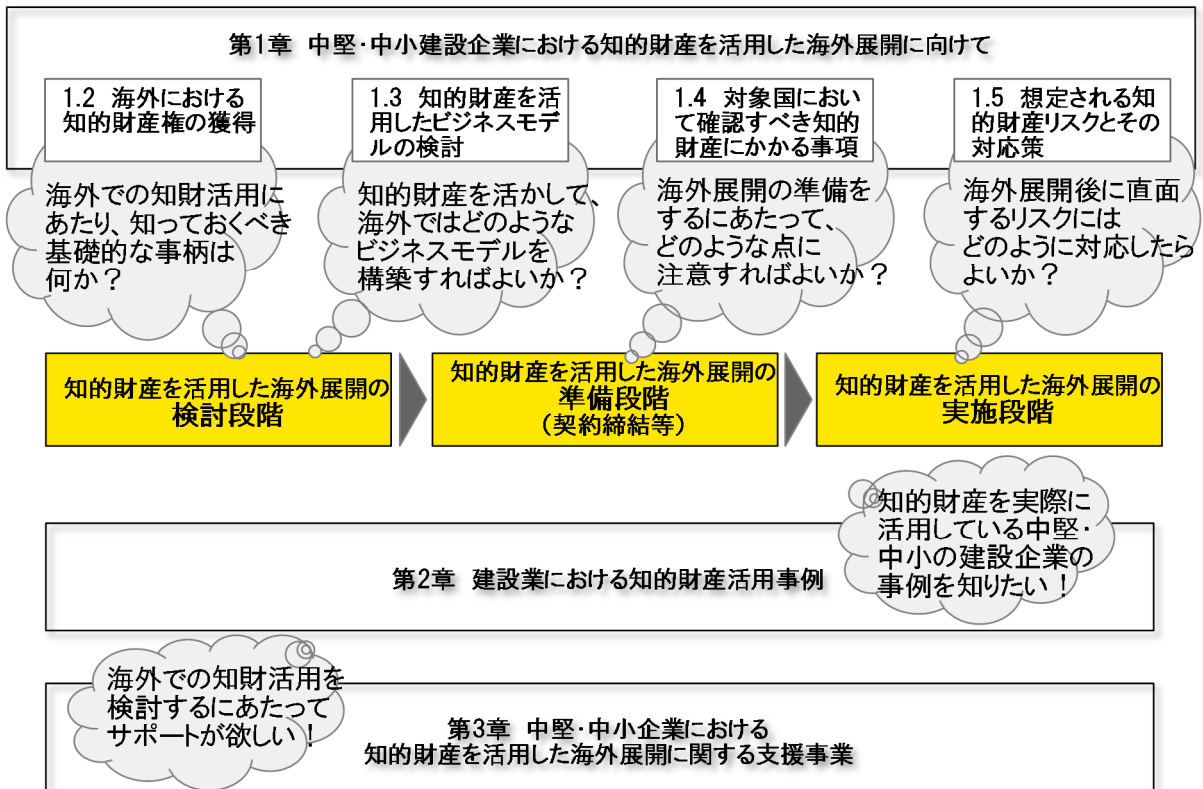 第1章 中堅・中小建設企業における知的財産を活用した海外展開に向けて
1.2 海外における
知的財産権の獲得
1.3 知的財産を活
用したビジネスモデ
ルの検討
1.4 対象国におい
て確認すべき知的
財産にかかる事項
1.5 想定される知
的財産リスクとその
対応策
海外での知財活用に
あたり、知っておくべき
基礎的な事柄は
何か？
知的財産を活かして、
海外ではどのような
ビジネスモデルを
構築すればよいか？
海外展開の準備を
するにあたって、
どのような点に
注意すればよいか？
海外展開後に直面
するリスクには
どのように対応したら
よいか？
知的財産を活用した海外展開の
検討段階
知的財産を活用した海外展開の
準備段階
（契約締結等）
知的財産を活用した海外展開の
実施段階
知的財産を実際に
活用している中堅・
中小の建設企業の
事例を知りたい！
第2章 建設業における知的財産活用事例
海外での知財活用を
検討するにあたって
サポートが欲しい！
第3章 中堅・中小企業における
知的財産を活用した海外展開に関する支援事業